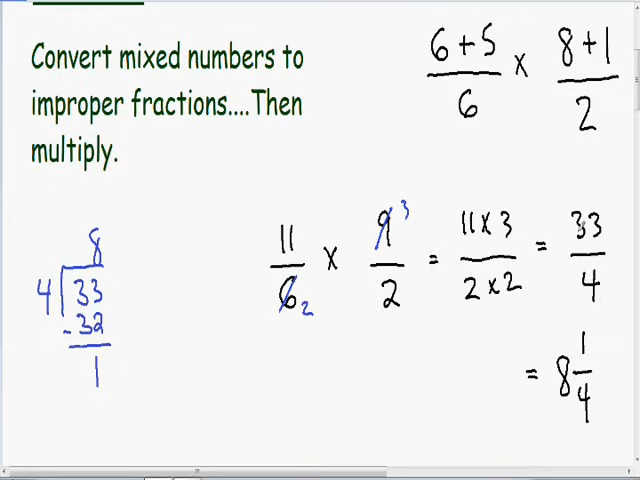 Convert mixed numbers to
improper fractions....Then
multiply.
6 + 5 / 6 × 8 + 1 / 2
11 / 6 2 × 9 3 / 2 = 11 × 3 / 2 × 2 = 33 / 4
= 8 1/4
8
4 33
-32
1